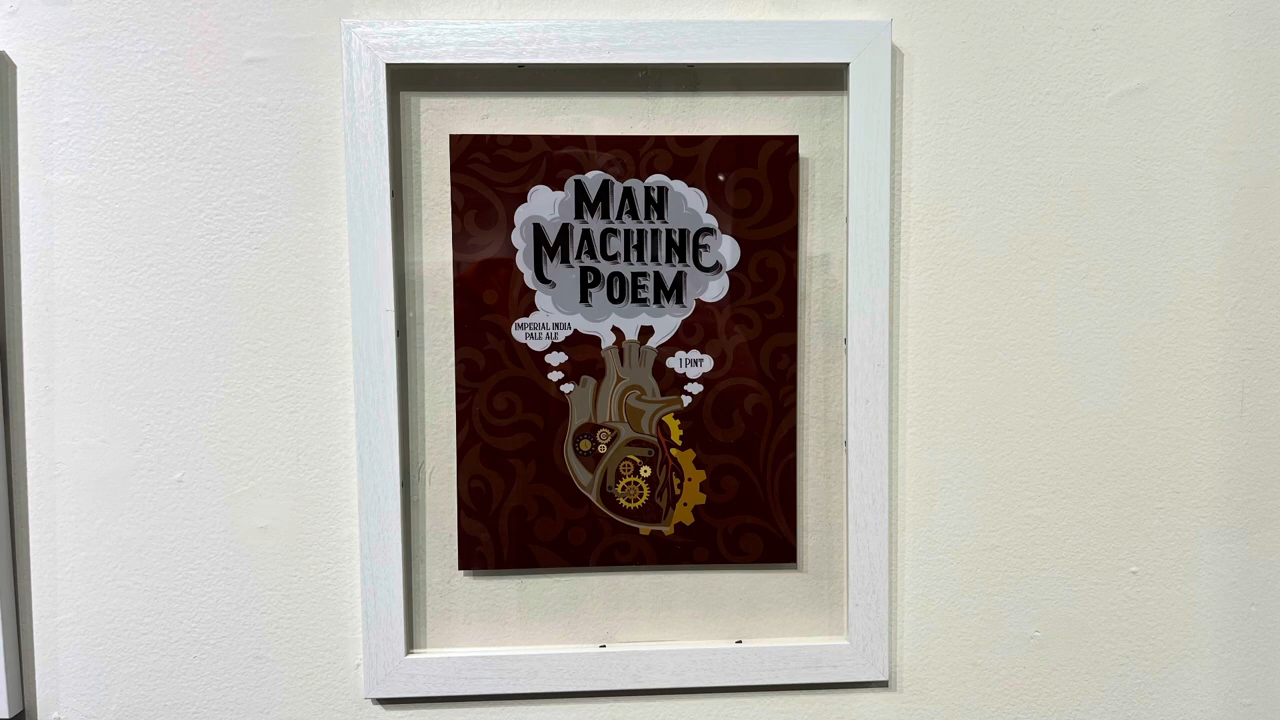 MAN
MACHINE
POEM
IMPERIAL INDIA
PALE ALE
1 PINT